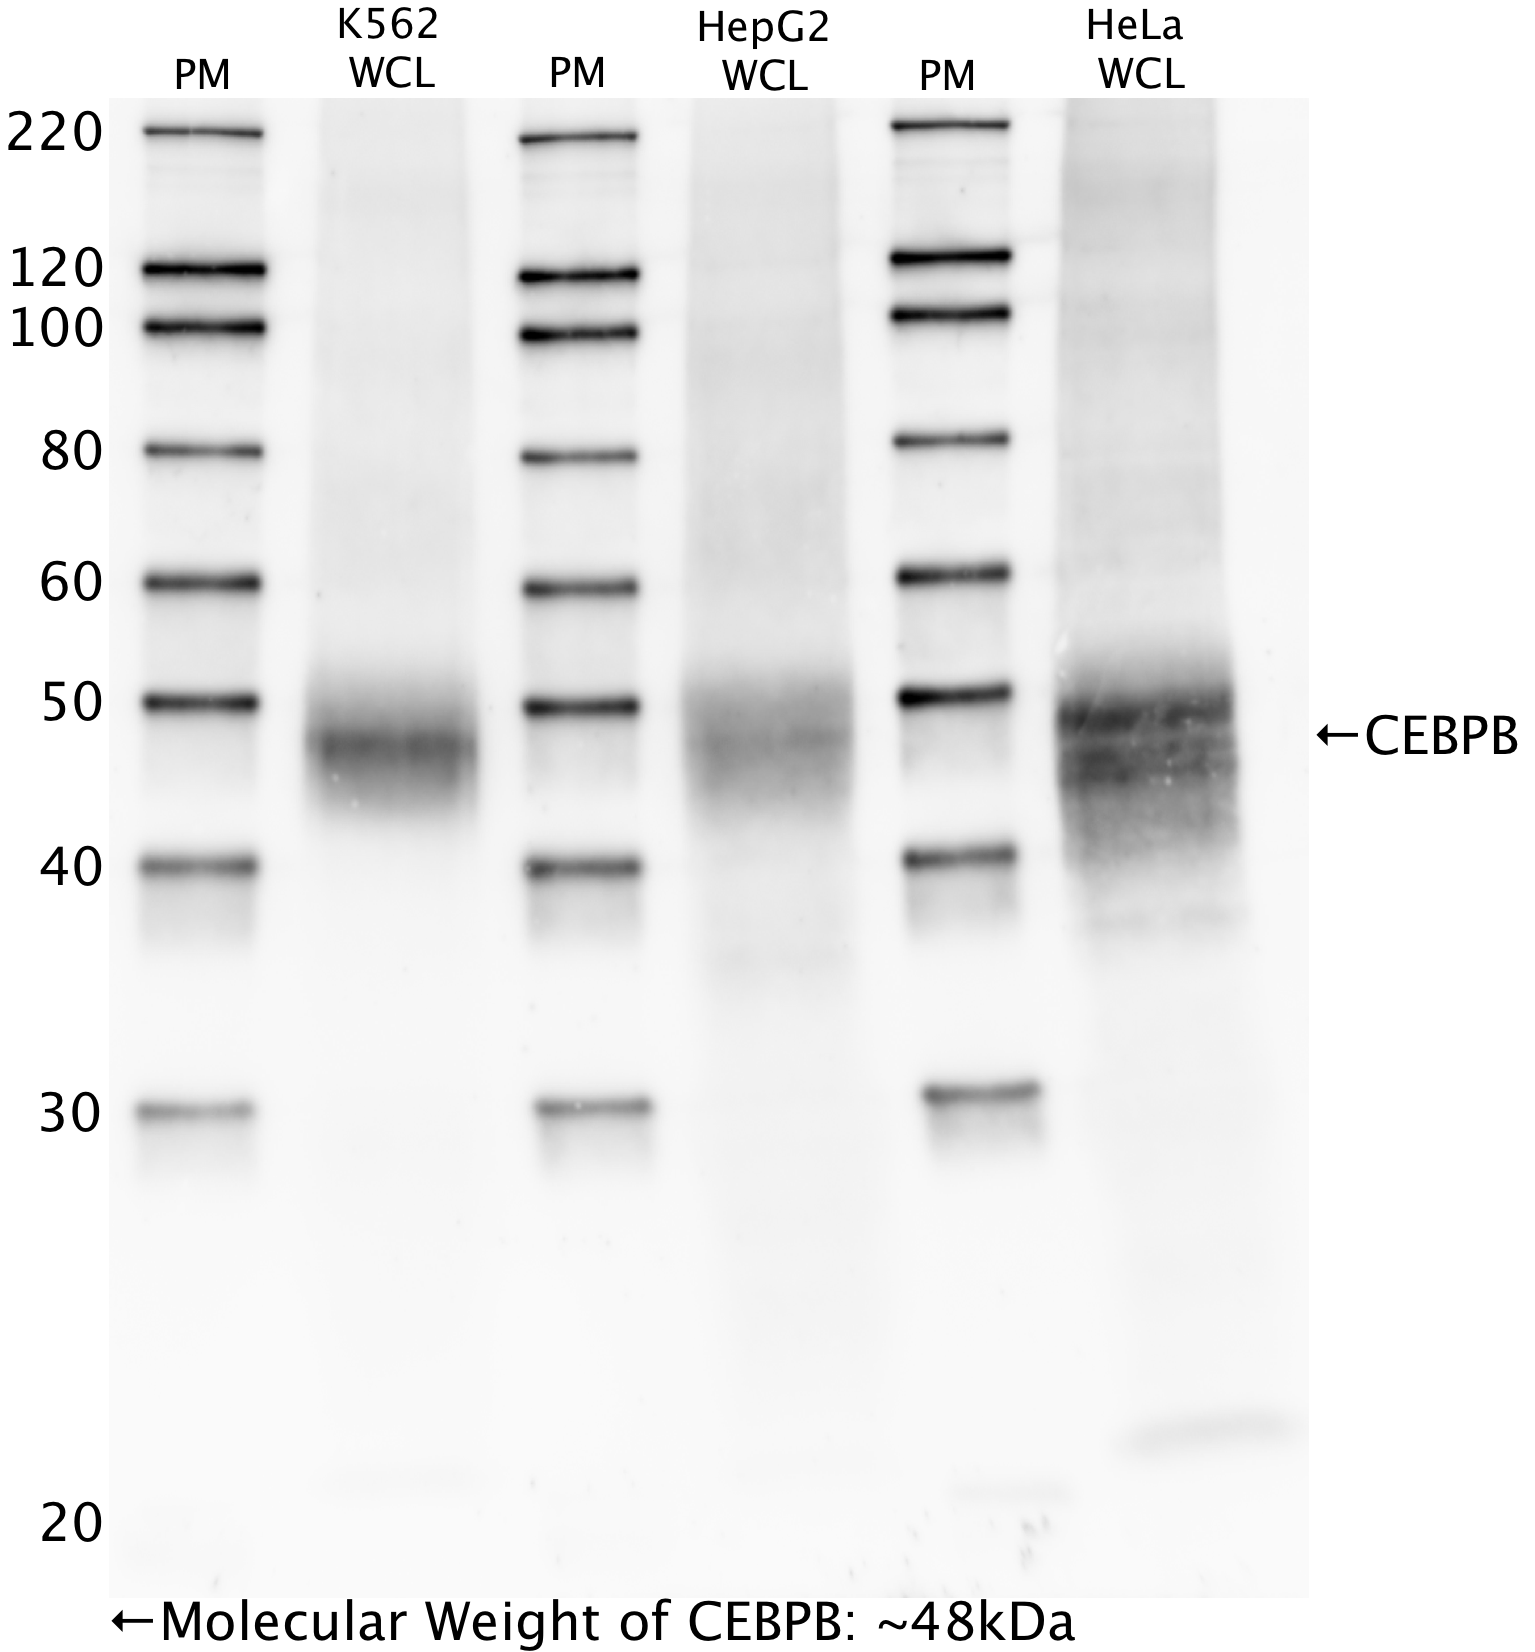 K562 HepG2 HeLa
PM WCL PM WCL PM WCL
220
120
100
80
60
50
←CEBPB
40
30
20
←Molecular Weight of CEBPB: ~48kDa